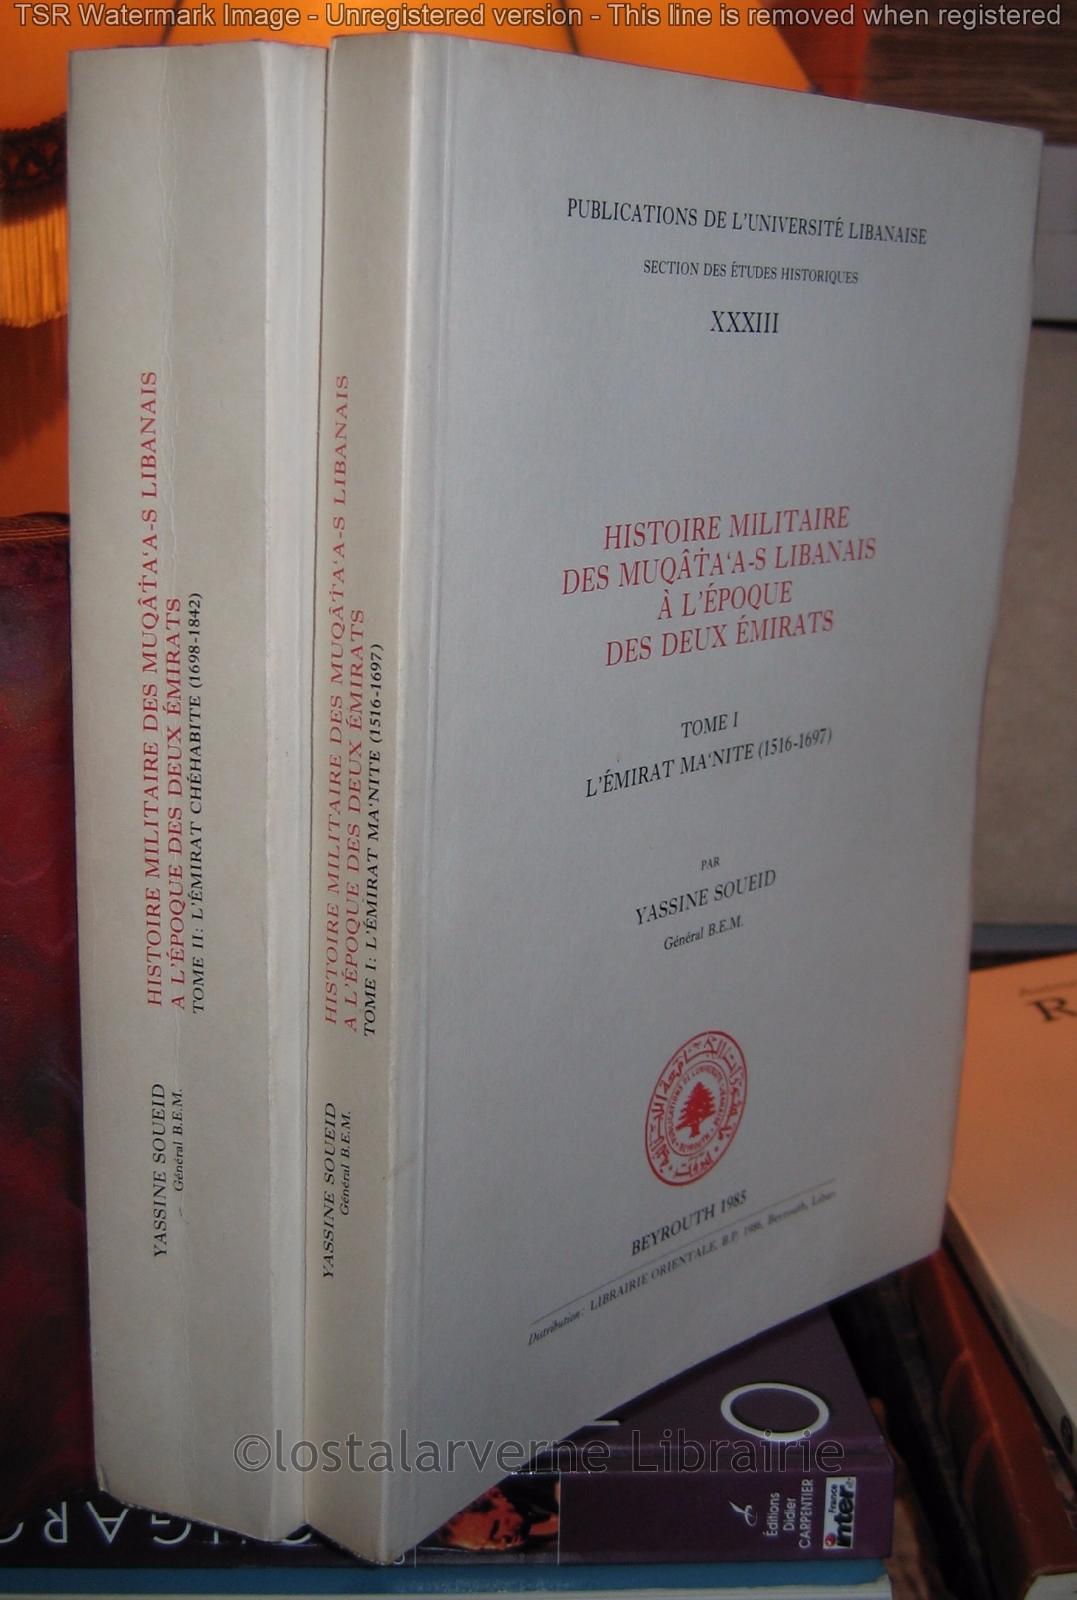 TSR Watermark Image - Unregistered version - This line is removed when registered
PUBLICATIONS DE L'UNIVERSITÉ LIBANAISE
SECTION DES ÉTUDES HISTORIQUES
XXXIII
HISTOIRE MILITAIRE
DES MUQÂṬA‘A-S LIBANAIS
À L'ÉPOQUE
DES DEUX ÉMIRATS
TOME I
L'ÉMIRAT MA‘NITE (1516-1697)
PAR
YASSINE SOUEID
Général B.E.M.
BEYROUTH 1985
Distribution: LIBRAIRIE ORIENTALE, B.P. 1986, Beyrouth, Liban
HISTOIRE MILITAIRE DES MUQÂṬA‘A-S LIBANAIS
A L'ÉPOQUE DES DEUX ÉMIRATS
TOME I: L'ÉMIRAT MA‘NITE (1516-1697)
YASSINE SOUEID
Général B.E.M.
HISTOIRE MILITAIRE DES MUQÂṬA‘A-S LIBANAIS
A L'ÉPOQUE DES DEUX ÉMIRATS
TOME II: L'ÉMIRAT CHÉHABITE (1698-1842)
YASSINE SOUEID
Général B.E.M.
©lostalarverne Librairie
Éditions
Didier
CARPENTIER
France
inter